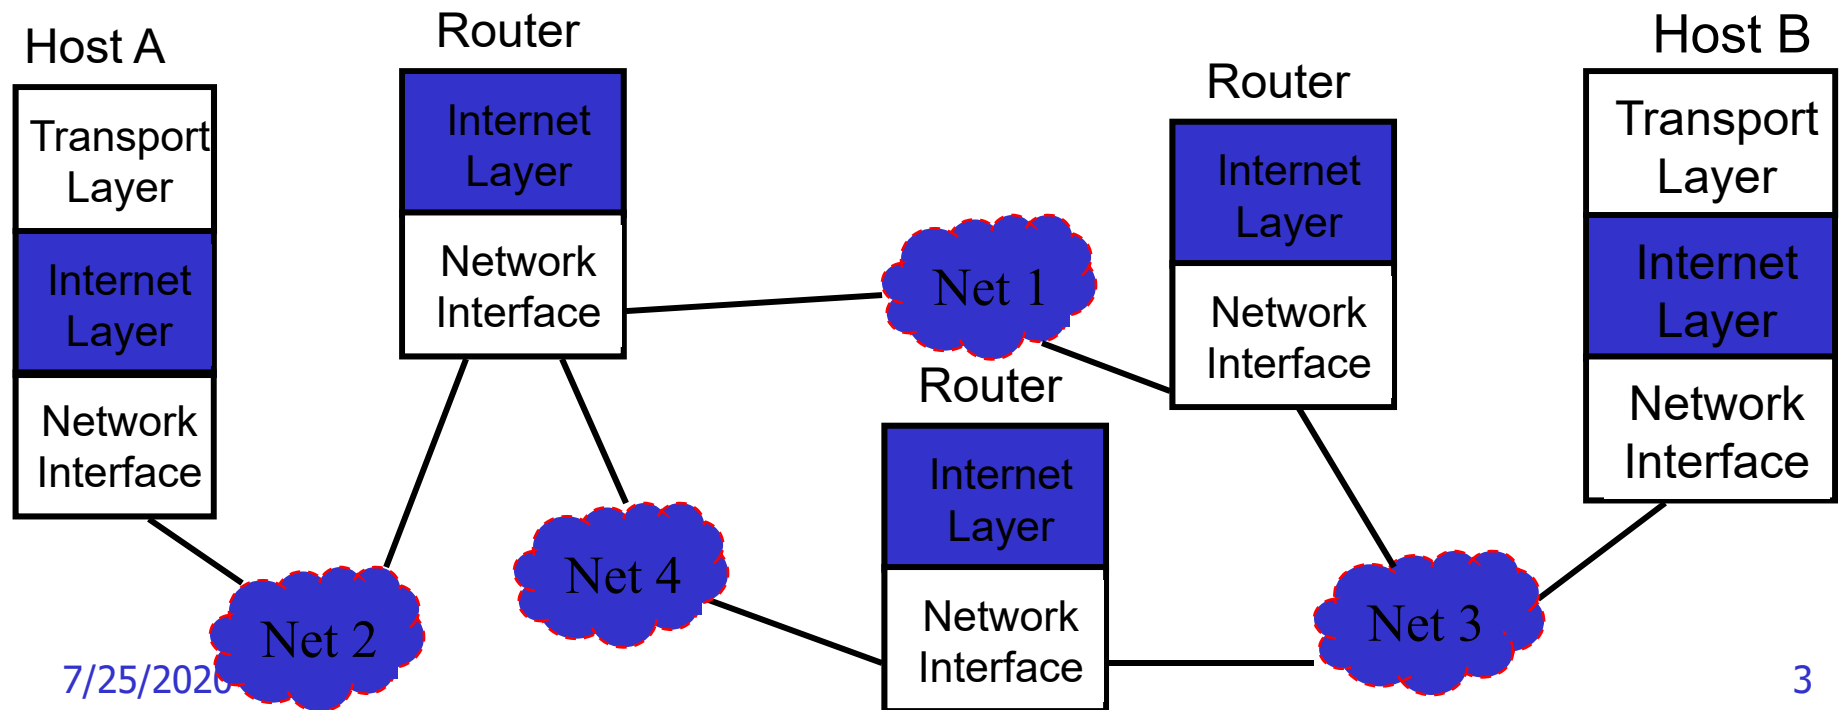 Host A
Transport
Layer
Internet
Layer
Network
Interface
Router
Internet
Layer
Network
Interface
Net 1
Router
Internet
Layer
Network
Interface
Host B
Transport
Layer
Internet
Layer
Network
Interface
Router
Internet
Layer
Network
Interface
Net 2
Net 4
Net 3
7/25/2020
3